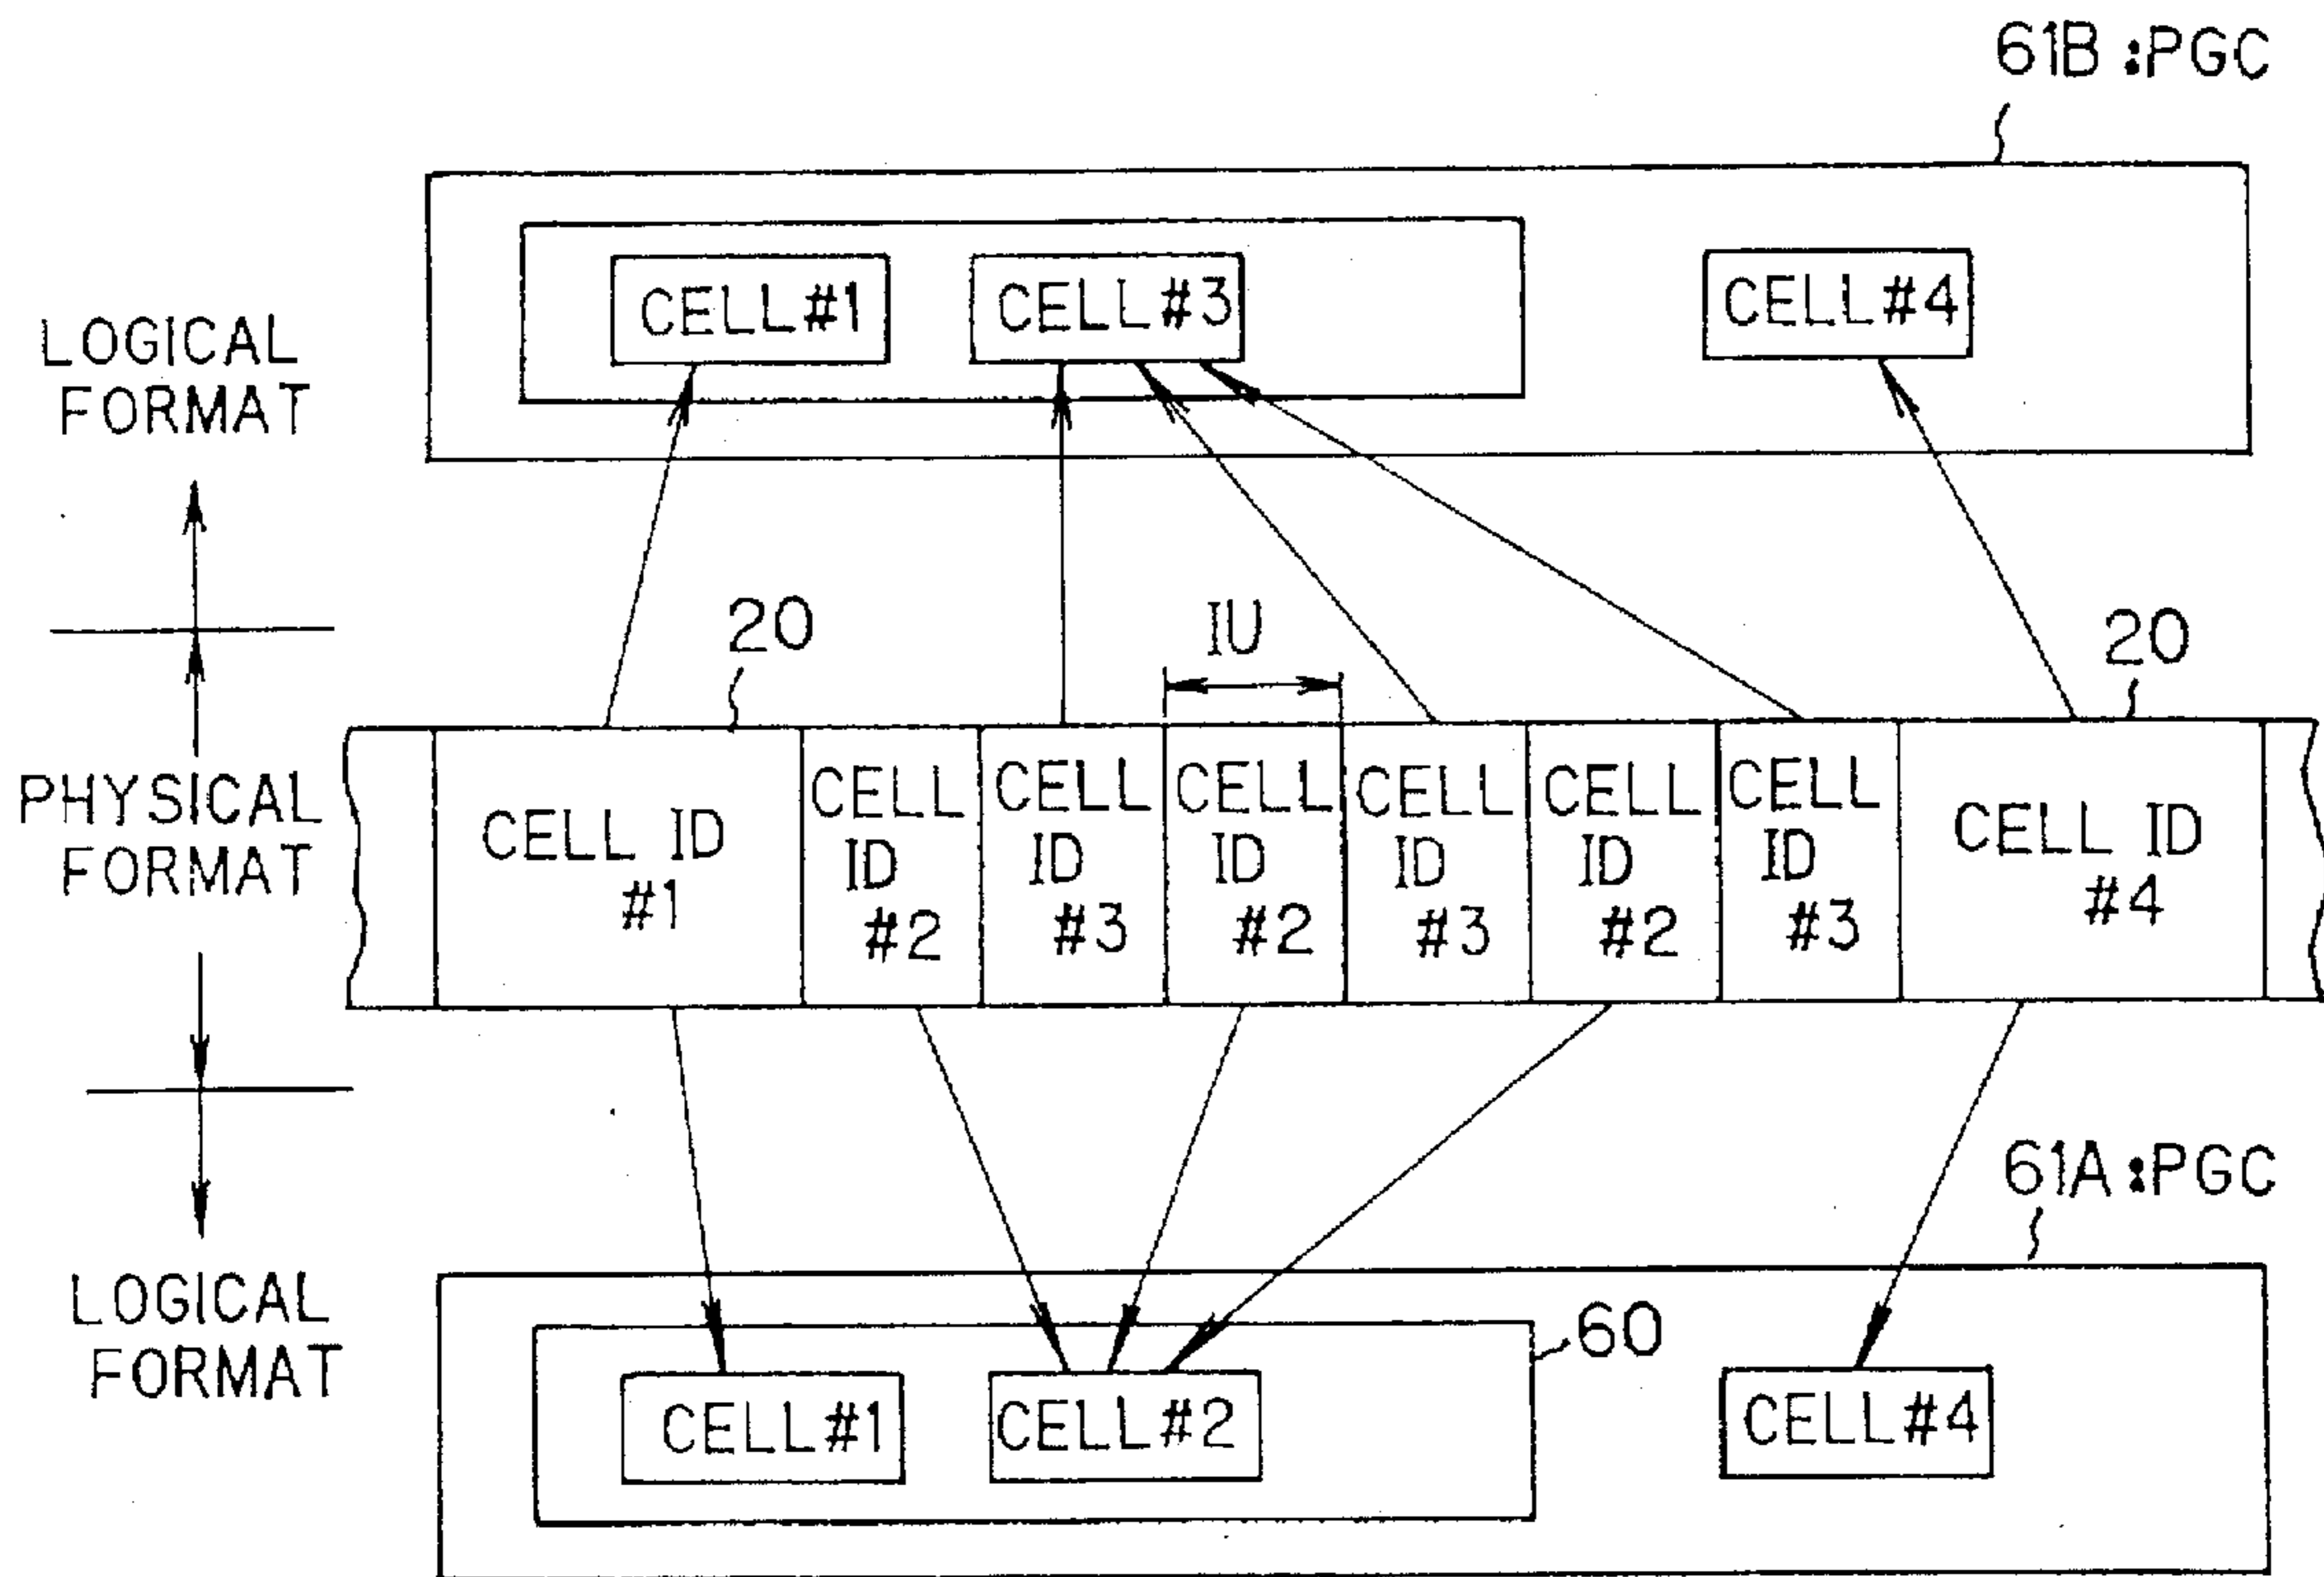 61B :PGC
CELL#1
CELL#3
CELL#4
LOGICAL
FORMAT
20
IU
20
PHYSICAL
FORMAT
CELL ID
#1
CELL
ID
#2
CELL
ID
#3
CELL
ID
#2
CELL
ID
#3
CELL
ID
#2
CELL
ID
#3
CELL ID
#4
61A :PGC
LOGICAL
FORMAT
60
CELL#1
CELL#2
CELL#4